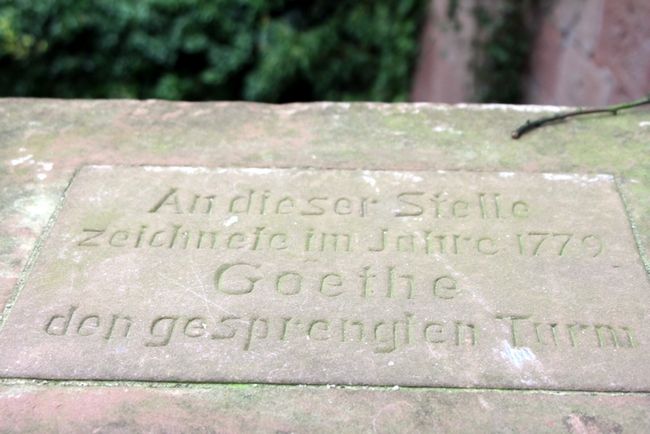 An dieser Stelle
zeichnete im Jahre 1779
Goethe
den gesprengten Turm